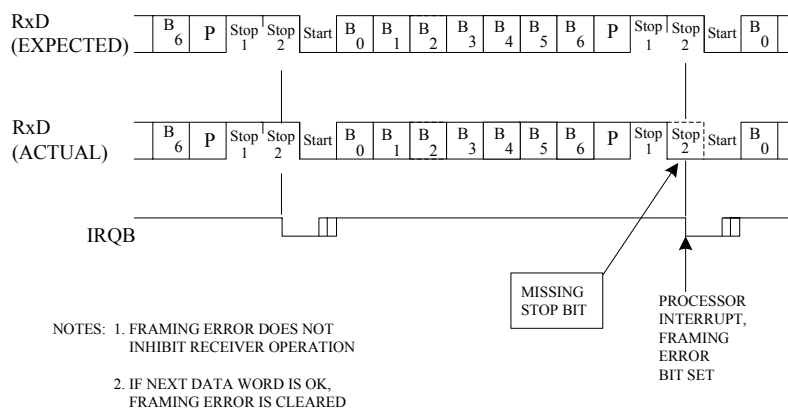 RxD
(EXPECTED)
B6 P Stop 1 Stop 2 Start B0 B1 B2 B3 B4 B5 B6 P Stop 1 Stop 2 Start B0
RxD
(ACTUAL)
B6 P Stop 1 Stop 2 Start B0 B1 B2 B3 B4 B5 B6 P Stop 1 Stop 2 Start B0
IRQB
MISSING
STOP BIT
PROCESSOR
INTERRUPT,
FRAMING
ERROR
BIT SET
NOTES: 1. FRAMING ERROR DOES NOT
INHIBIT RECEIVER OPERATION
2. IF NEXT DATA WORD IS OK,
FRAMING ERROR IS CLEARED